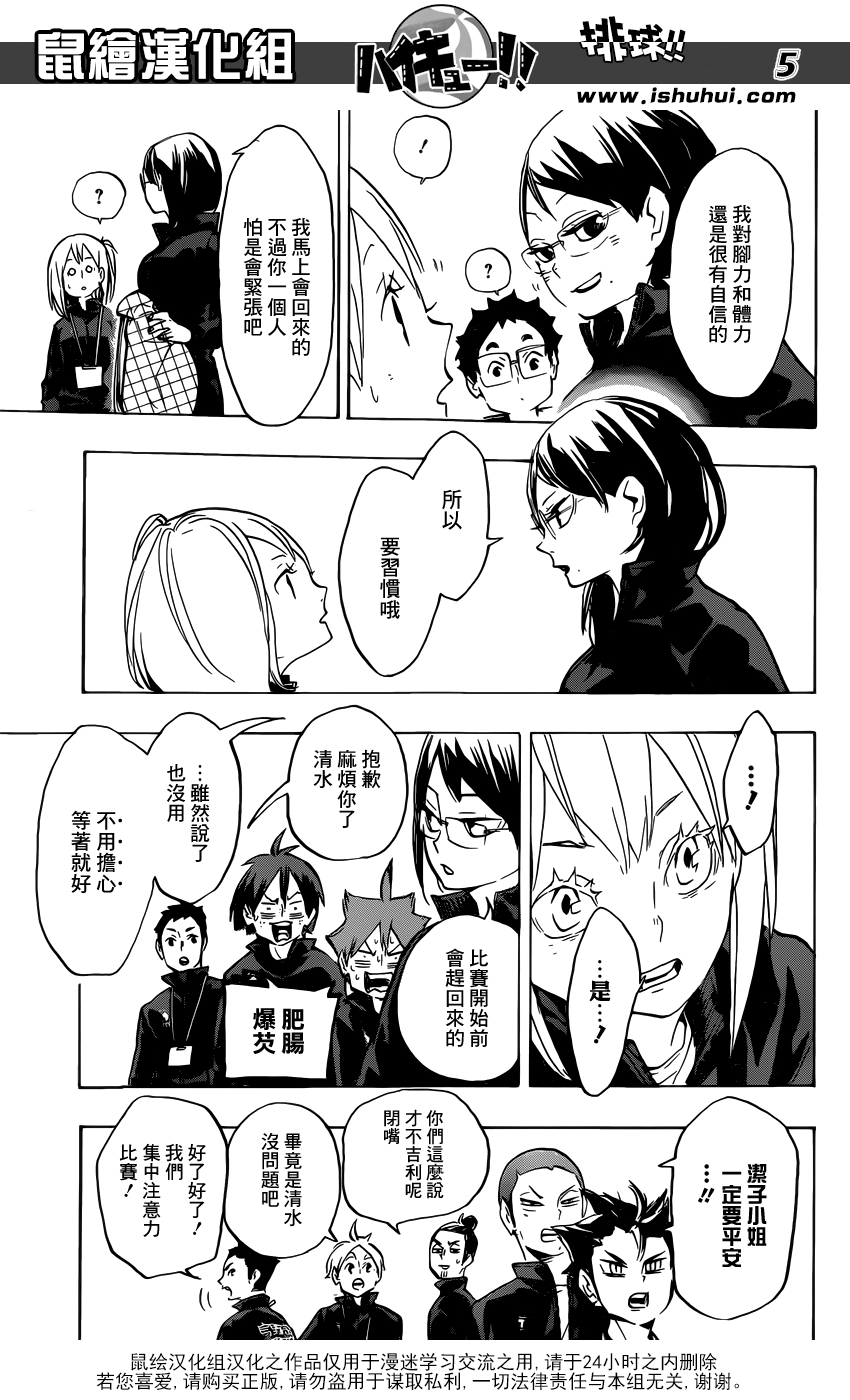 鼠繪漢化組
ハイキュー!!
排球!!
5
www.ishuhui.com
我對腳力和體力
還是很有自信的
!
?
我馬上會回來的
不過你一個人
怕是會緊張吧
?
所以
要習慣哦
…!
…是…!
比賽開始前
會趕回來的
抱歉
麻煩你了
清水
…雖然說了
也沒用
不用擔心
等著就好
肥腸
爆芡
潔子小姐
一定要平安
…!!
你們這麼說
才不吉利呢
閉嘴
畢竟是清水
沒問題吧
好了好了!
我們
集中注意力
比賽!
鼠绘汉化组汉化之作品仅用于漫迷学习交流之用,请于24小时之内删除
若您喜爱,请购买正版,请勿盗用于谋取私利,一切法律责任与本组无关,谢谢。